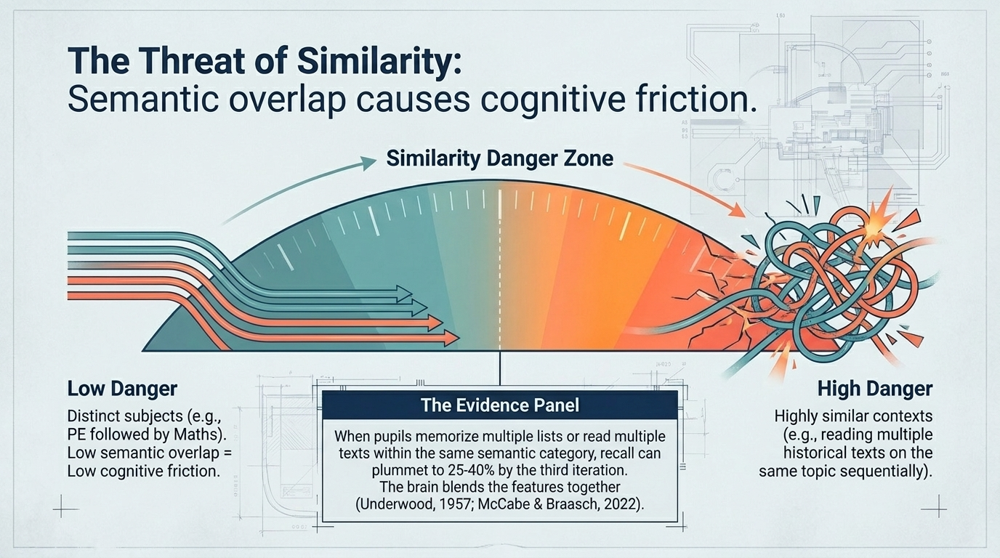 The Threat of Similarity:
Semantic overlap causes cognitive friction.
Similarity Danger Zone
Low Danger
Distinct subjects (e.g.,
PE followed by Maths).
Low semantic overlap =
Low cognitive friction.
The Evidence Panel
When pupils memorize multiple lists or read multiple
texts within the same semantic category, recall can
plummet to 25-40% by the third iteration.
The brain blends the features together
(Underwood, 1957; McCabe & Braasch, 2022).
High Danger
Highly similar contexts
(e.g., reading multiple
historical texts on the
same topic sequentially).